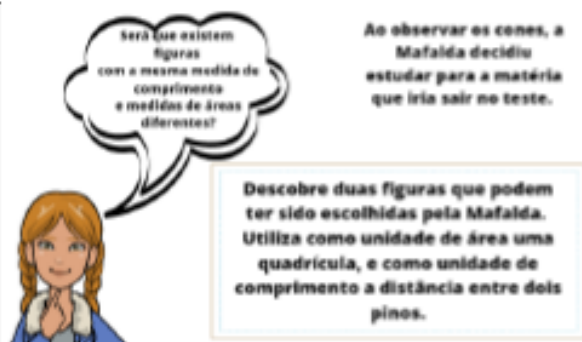 Será que existem
figuras
com a mesma medida de
comprimento
e medidas de áreas
diferentes?
Ao observar os cones, a
Mafalda decidiu
estudar para a matéria
que iria sair no teste.
Descobre duas figuras que podem
ter sido escolhidas pela Mafalda.
Utiliza como unidade de área uma
quadrícula, e como unidade de
comprimento a distância entre dois
pinos.